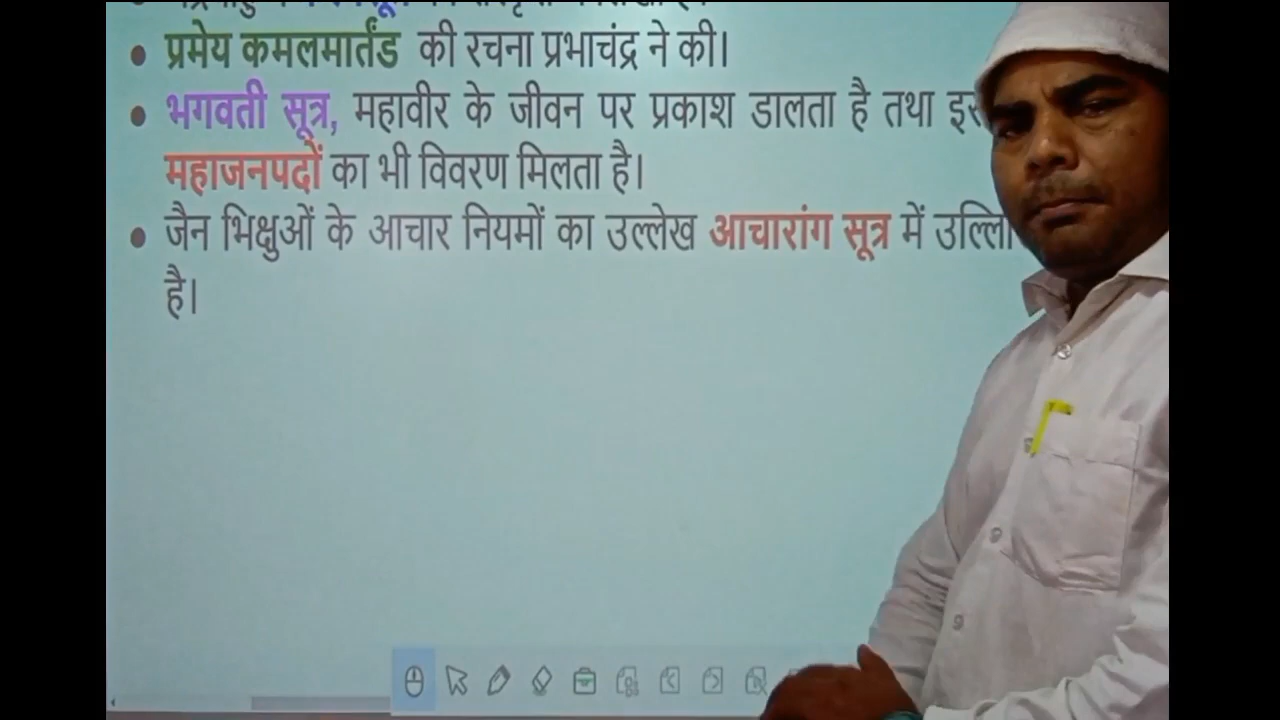 प्रमेय कमलमार्तंड की रचना प्रभाचंद्र ने की।
भगवती सूत्र, महावीर के जीवन पर प्रकाश डालता है तथा
महाजनपदों का भी विवरण मिलता है।
जैन भिक्षुओं के आचार नियमों का उल्लेख आचारांग सूत्र में
है।